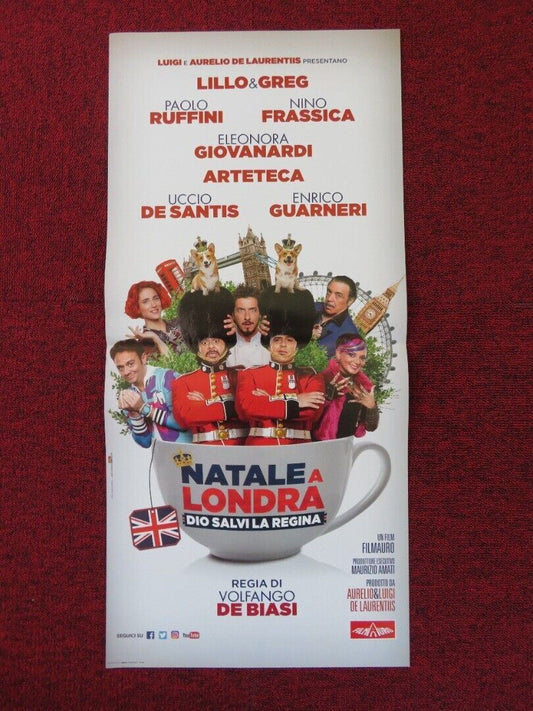 LUIGI E AURELIO DE LAURENTIIS PRESENTANO
LILLO&GREG
PAOLO RUFFINI
NINO FRASSICA
ELEONORA
GIOVANARDI
ARTETECA
UCCIO DE SANTIS
ENRICO GUARNERI
NATALE A
LONDRA
DIO SALVI LA REGINA
UN FILM
FILMAURO
PRODUTTORE ESECUTIVO
MAURIZIO AMATI
PRODOTTO DA
AURELIO&LUIGI
DE LAURENTIIS
REGIA DI
VOLFANGO
DE BIASI
SEGUICI SU
YouTube
FILMAURO